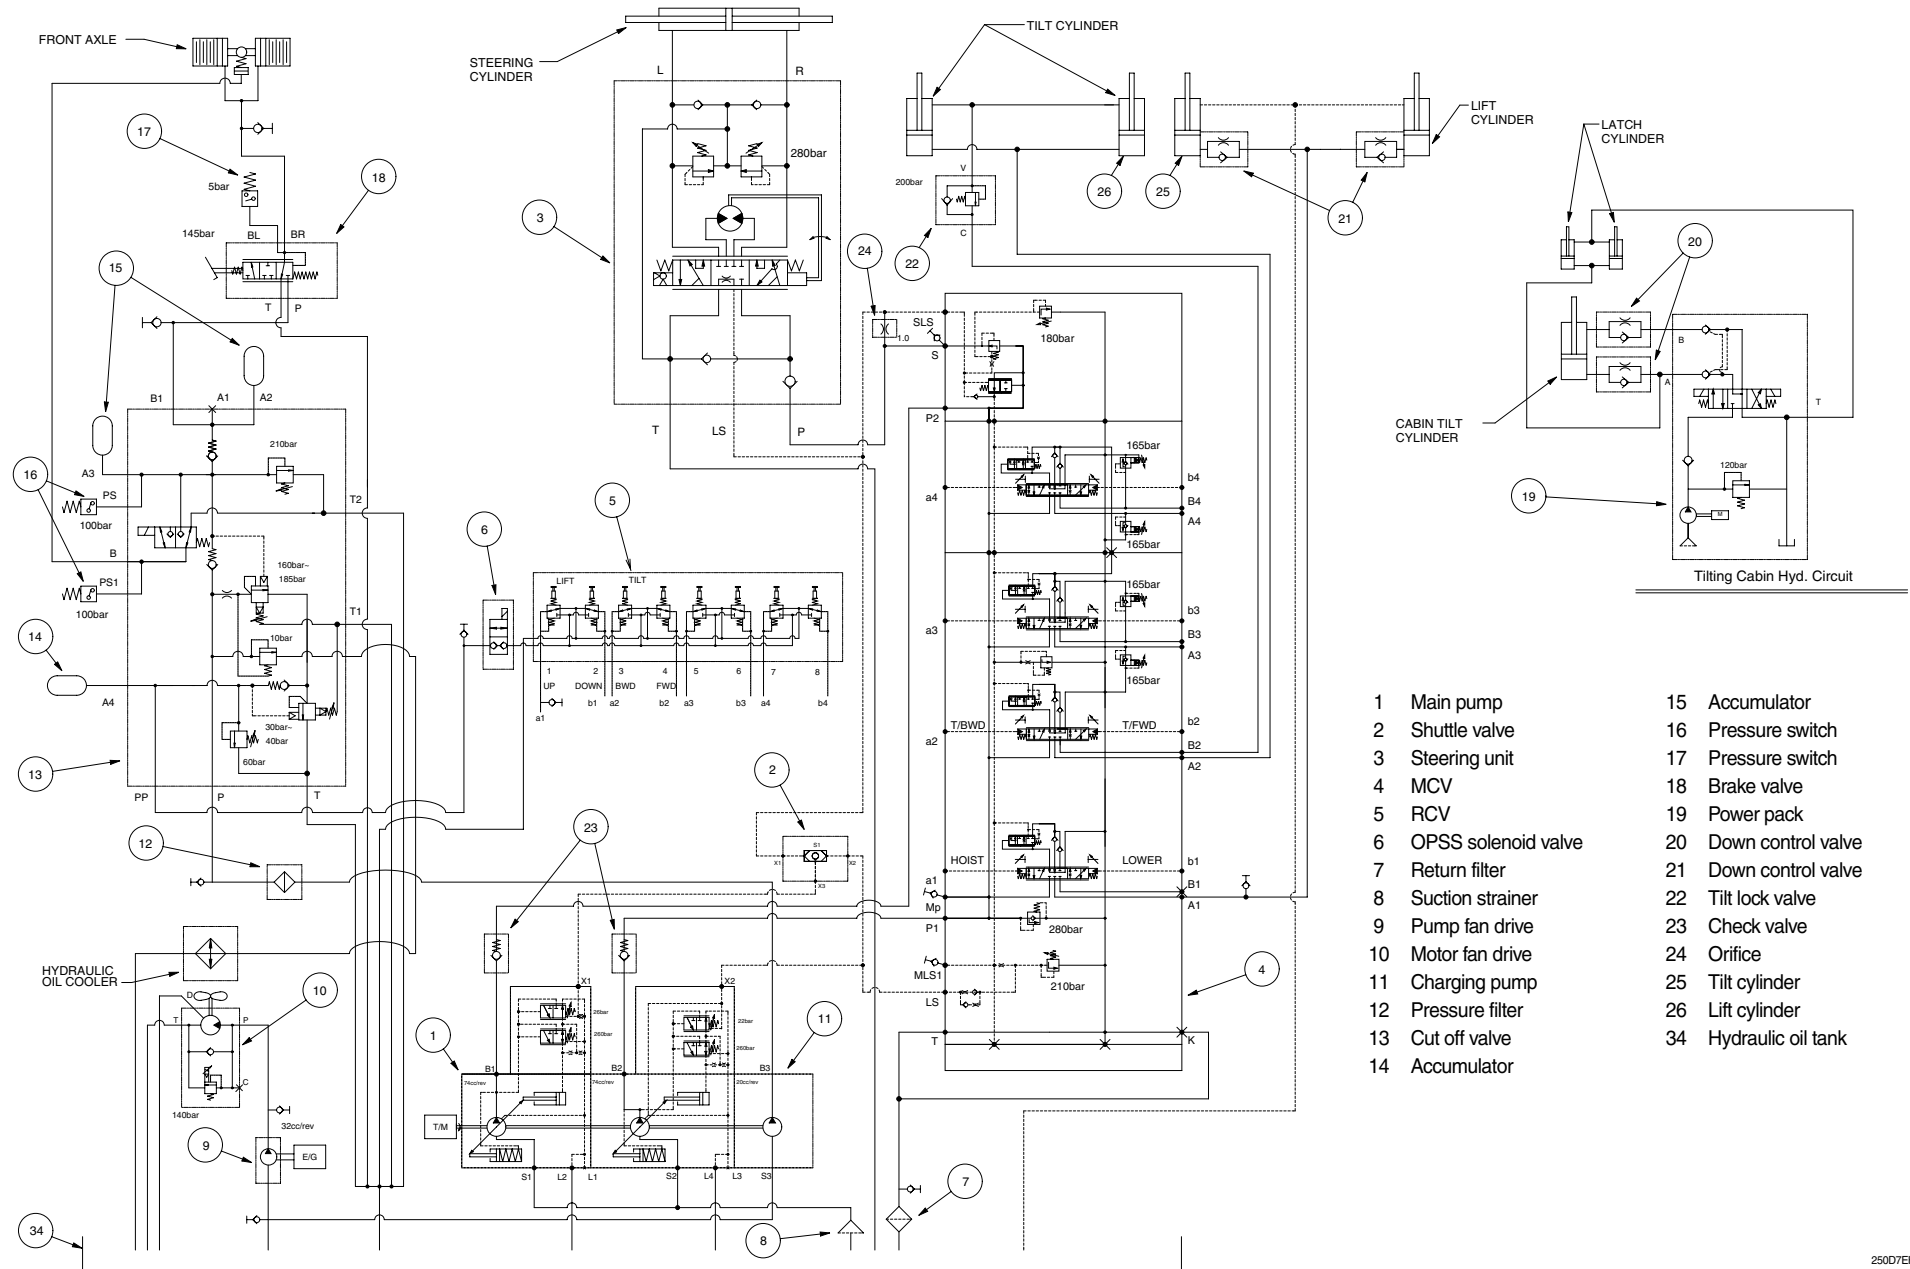 FRONT AXLE
STEERING
CYLINDER
TILT CYLINDER
LIFT
CYLINDER
LATCH
CYLINDER
17
5bar
18
145bar
BL
BR
T
P
15
B1
A1
A2
210bar
A3
16
PS
100bar
T2
B
PS1
100bar
160bar~
185bar
T1
10bar
14
A4
30bar~
40bar
60bar
13
PP
P
T
12
HYDRAULIC
OIL COOLER
D
T
P
10
C
140bar
32cc/rev
9
E/G
34
L
R
280bar
3
T
LS
P
5
6
LIFT
TILT
1
2
3
4
5
6
7
8
UP
DOWN
BWD
FWD
a1
b1
a2
b2
a3
b3
a4
b4
2
S1
X1
X2
X3
23
X1
X2
26bar
260bar
22bar
260bar
1
11
B1
B2
B3
74cc/rev
74cc/rev
20cc/rev
T/M
S1
L2
L1
S2
L4
L3
S3
8
7
V
200bar
C
22
26
25
21
24
1.0
SLS
S
180bar
P2
165bar
a4
b4
B4
A4
165bar
165bar
a3
b3
B3
A3
165bar
T/BWD
T/FWD
a2
b2
B2
A2
HOIST
LOWER
a1
b1
B1
A1
Mp
P1
280bar
MLS1
210bar
LS
4
T
K
20
B
A
T
CABIN TILT
CYLINDER
120bar
19
M
Tilting Cabin Hyd. Circuit
1 Main pump
2 Shuttle valve
3 Steering unit
4 MCV
5 RCV
6 OPSS solenoid valve
7 Return filter
8 Suction strainer
9 Pump fan drive
10 Motor fan drive
11 Charging pump
12 Pressure filter
13 Cut off valve
14 Accumulator
15 Accumulator
16 Pressure switch
17 Pressure switch
18 Brake valve
19 Power pack
20 Down control valve
21 Down control valve
22 Tilt lock valve
23 Check valve
24 Orifice
25 Tilt cylinder
26 Lift cylinder
34 Hydraulic oil tank